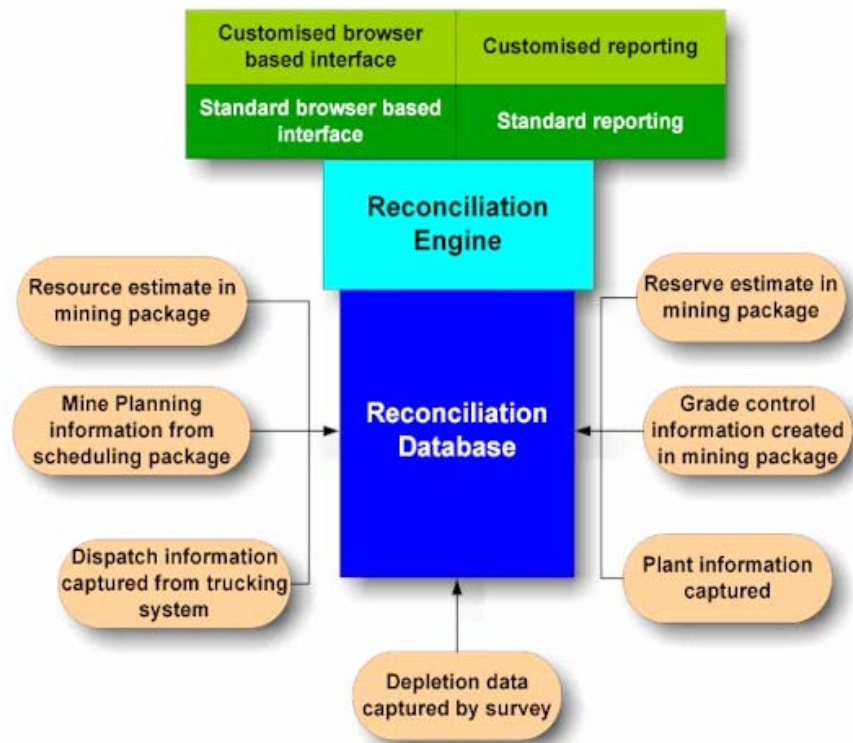 Customised browser
based interface
Customised reporting
Standard browser based
interface
Standard reporting
Reconciliation
Engine
Resource estimate in
mining package
Reserve estimate in
mining package
Mine Planning
information from
scheduling package
Reconciliation
Database
Grade control
information created
in mining package
Dispatch information
captured from trucking
system
Plant information
captured
Depletion data
captured by survey